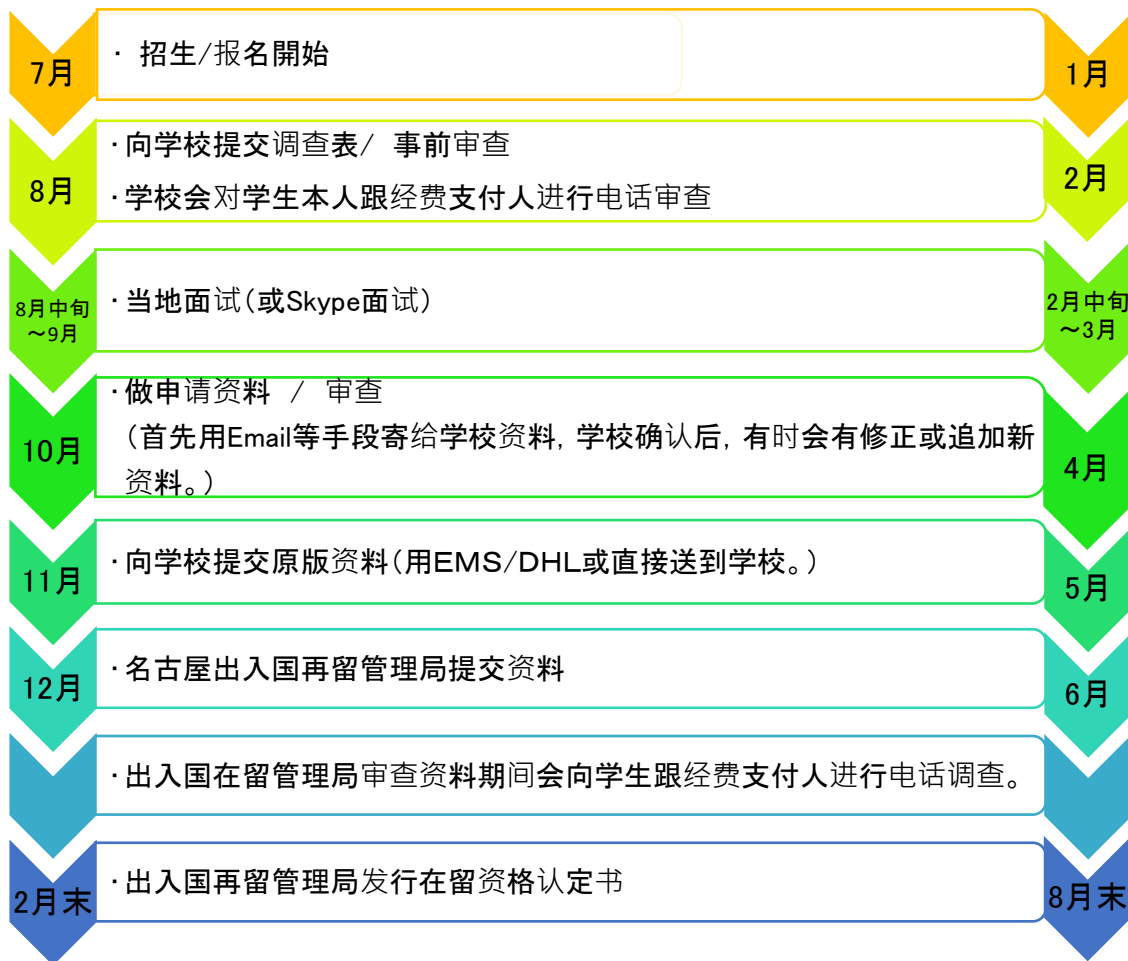 7月
· 招生/报名開始
1月
8月
·向学校提交调查表/ 事前审查
·学校会对学生本人跟经费支付人进行电话审查
2月
8月中旬
～9月
·当地面试(或Skype面试)
2月中旬
～3月
10月
·做申请资料 / 审查
(首先用Email等手段寄给学校资料, 学校确认后, 有时会有修正或追加新
资料。)
4月
11月
·向学校提交原版资料(用EMS/DHL或直接送到学校。)
5月
12月
·名古屋出入国再留管理局提交资料
6月
·出入国在留管理局审查资料期间会向学生跟经费支付人进行电话调查。
2月末
·出入国再留管理局发行在留资格认定书
8月末